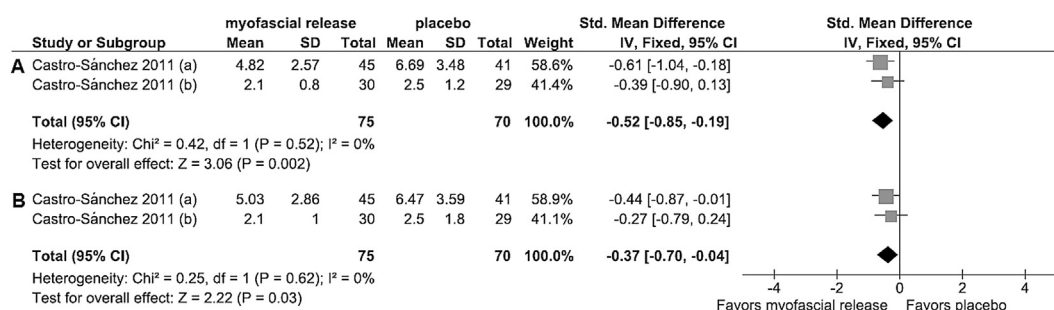 myofascial release placebo Std. Mean Difference Std. Mean Difference
Study or Subgroup Mean SD Total Mean SD Total Weight IV, Fixed, 95% CI IV, Fixed, 95% CI
A Castro-Sánchez 2011 (a) 4.82 2.57 45 6.69 3.48 41 58.6% -0.61 [-1.04, -0.18]
Castro-Sánchez 2011 (b) 2.1 0.8 30 2.5 1.2 29 41.4% -0.39 [-0.90, 0.13]
Total (95% CI) 75 70 100.0% -0.52 [-0.85, -0.19]
Heterogeneity: Chi² = 0.42, df = 1 (P = 0.52); I² = 0%
Test for overall effect: Z = 3.06 (P = 0.002)
B Castro-Sánchez 2011 (a) 5.03 2.86 45 6.47 3.59 41 58.9% -0.44 [-0.87, -0.01]
Castro-Sánchez 2011 (b) 2.1 1 30 2.5 1.8 29 41.1% -0.27 [-0.79, 0.24]
Total (95% CI) 75 70 100.0% -0.37 [-0.70, -0.04]
Heterogeneity: Chi² = 0.25, df = 1 (P = 0.62); I² = 0%
Test for overall effect: Z = 2.22 (P = 0.03)
-4 -2 0 2 4
Favors myofascial release Favors placebo